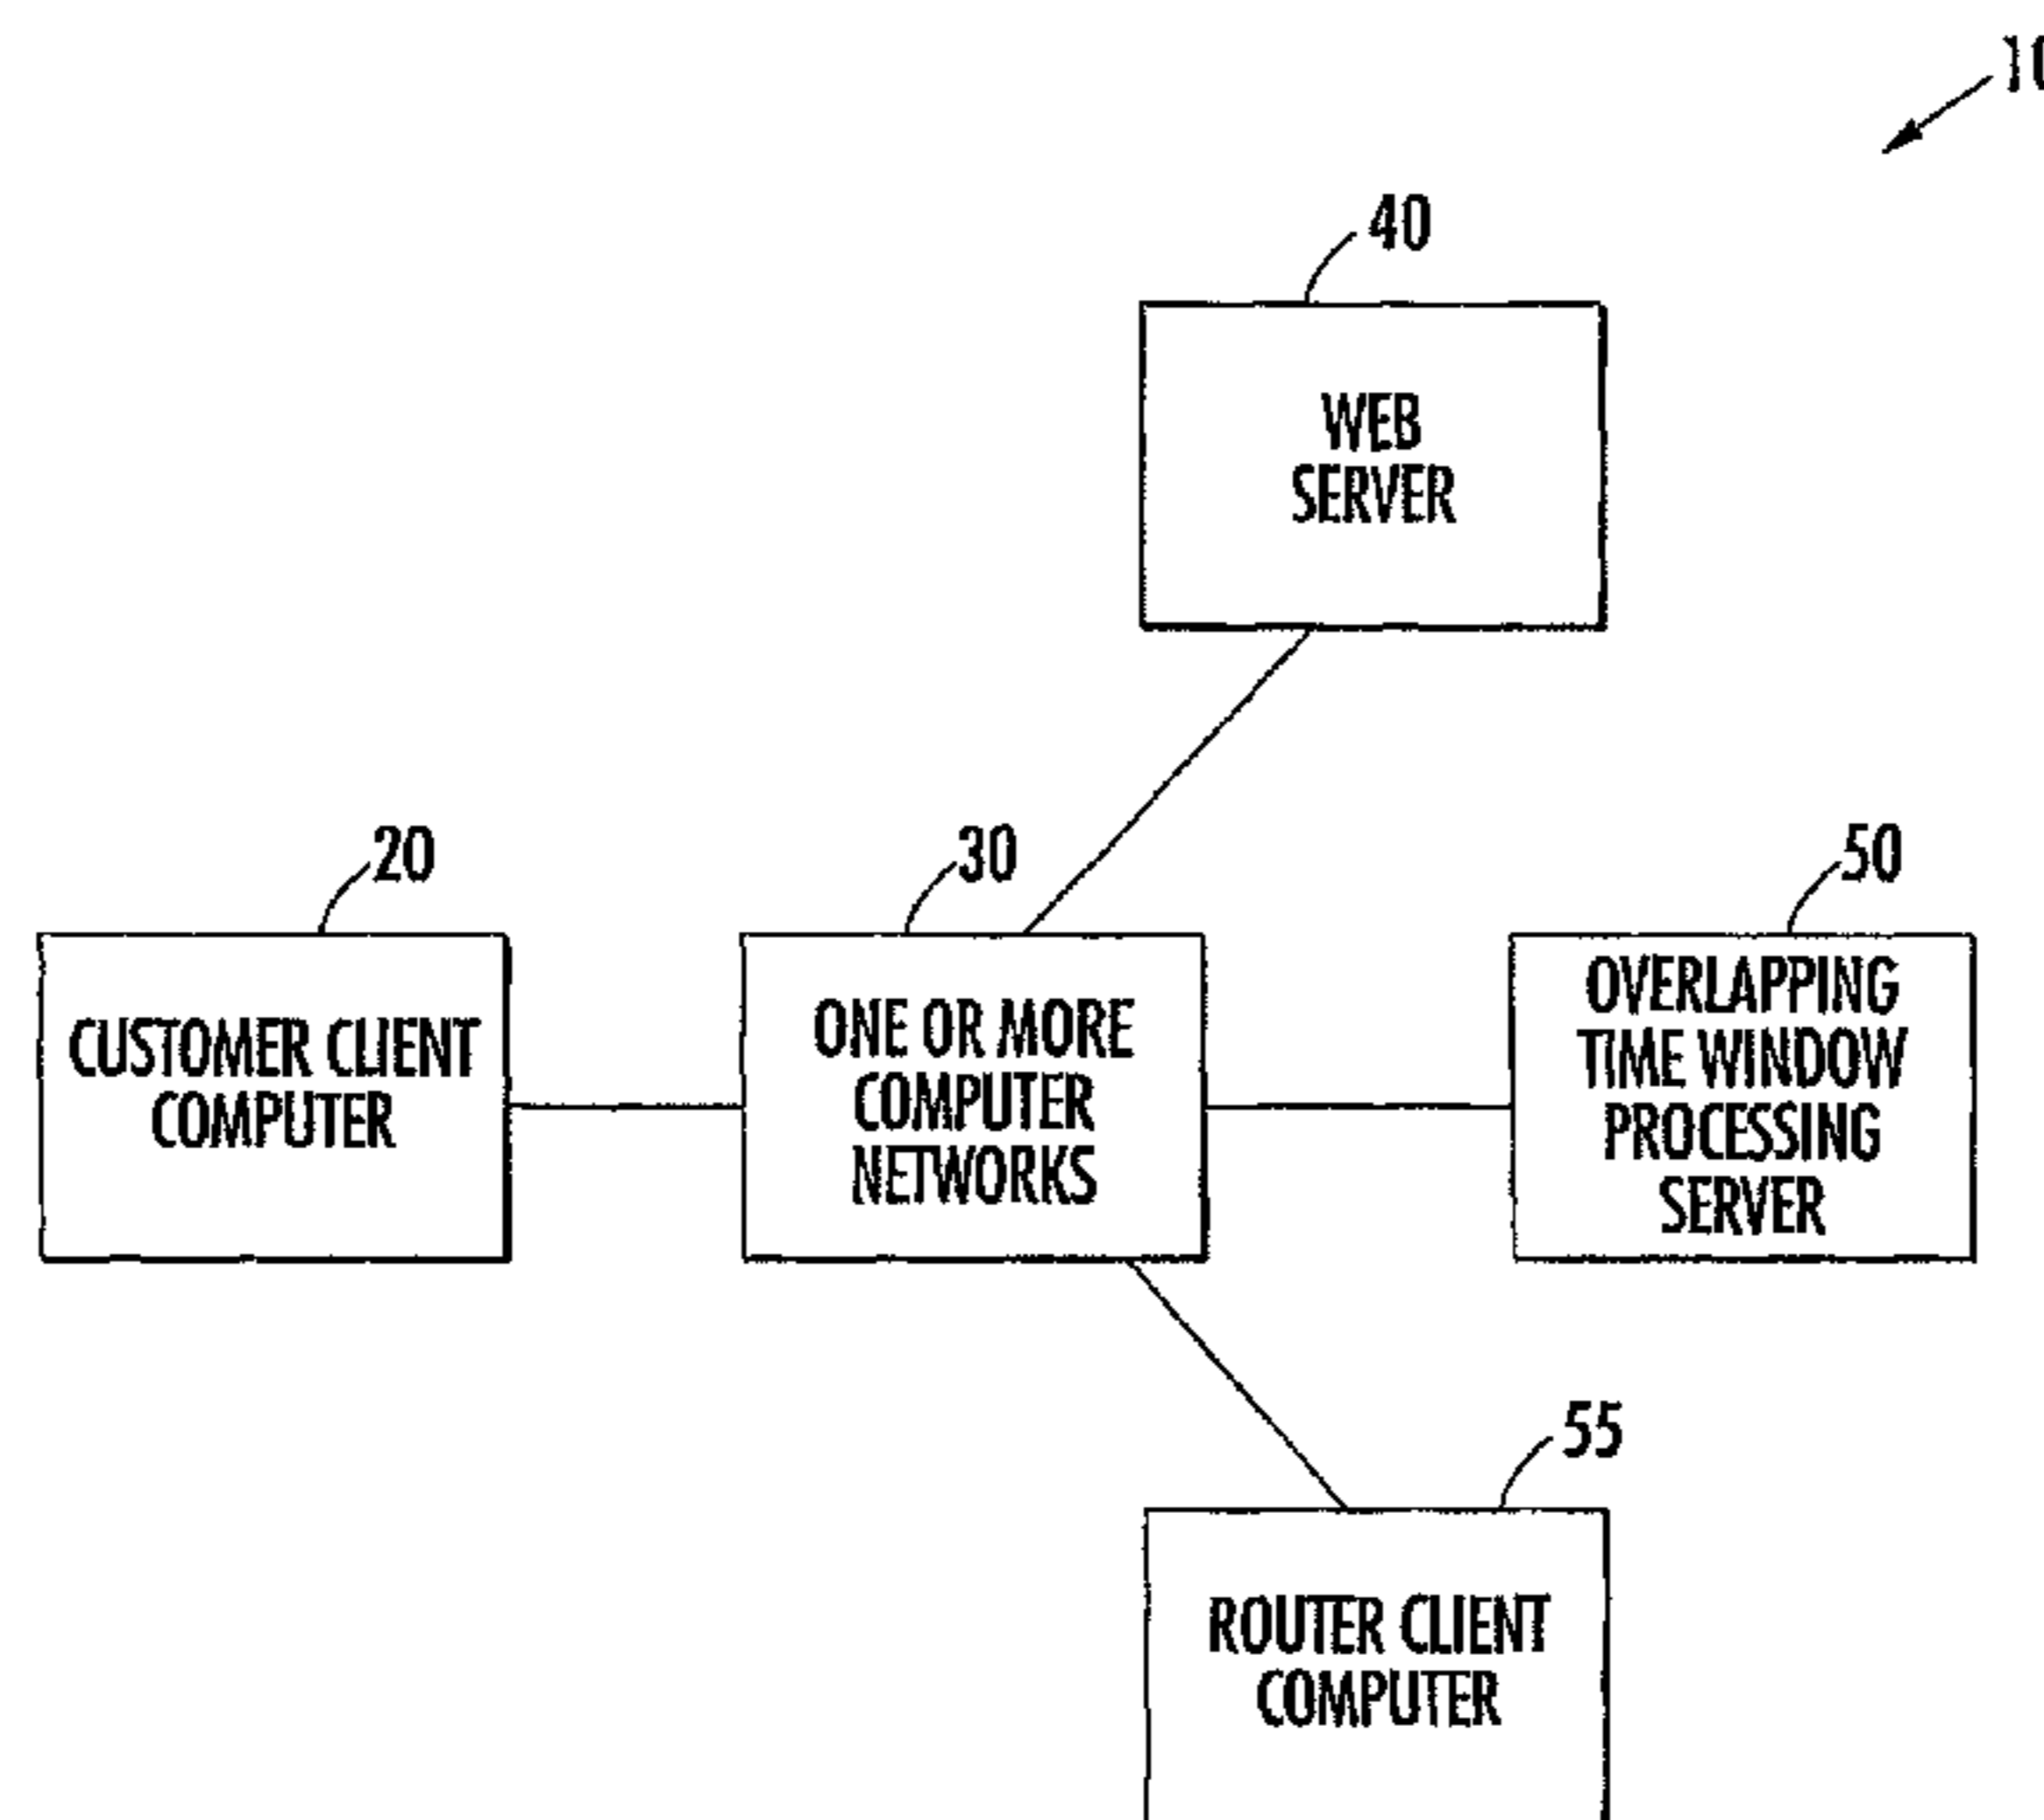 10
40
WEB
SERVER
20
30
50
CUSTOMER CLIENT
COMPUTER
ONE OR MORE
COMPUTER
NETWORKS
OVERLAPPING
TIME WINDOW
PROCESSING
SERVER
55
ROUTER CLIENT
COMPUTER